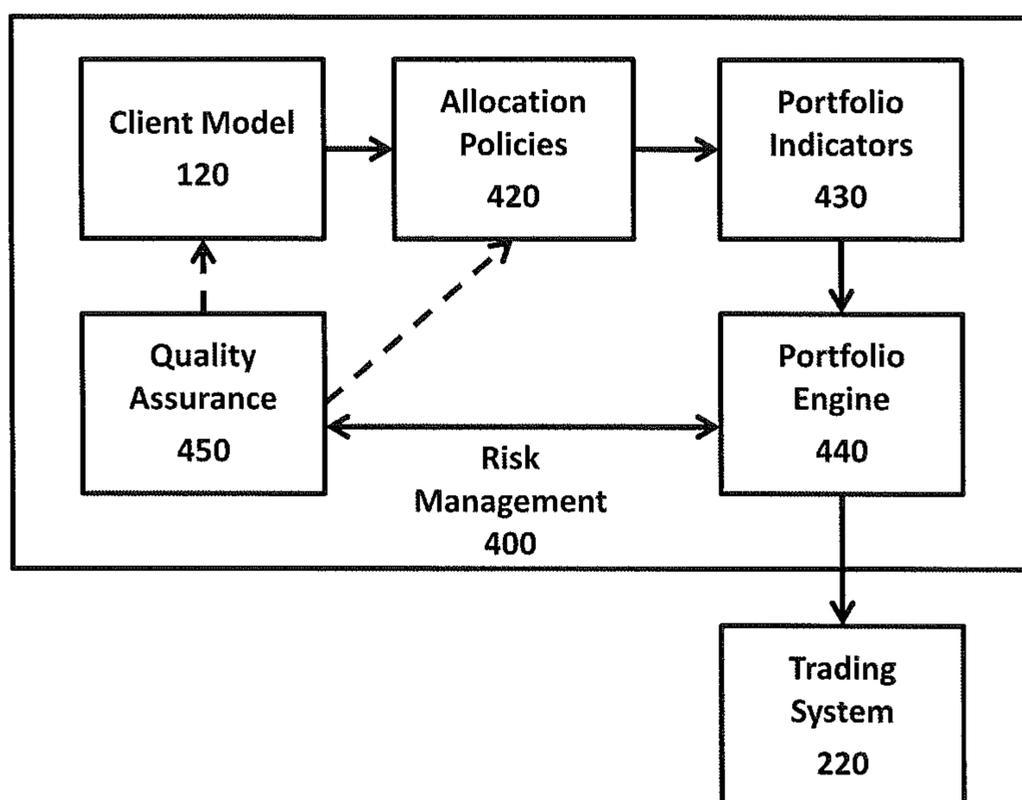 Client Model
120
Allocation
Policies
420
Portfolio
Indicators
430
Quality
Assurance
450
Portfolio
Engine
440
Risk
Management
400
Trading
System
220